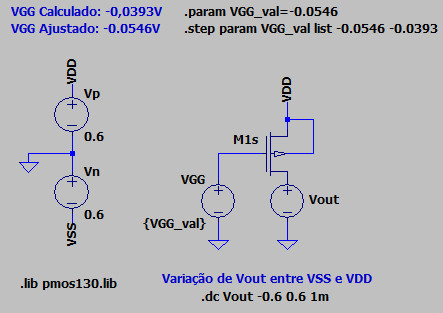 VGG Calculado: -0,0393V
.param VGG_val=-0.0546
VGG Ajustado: -0.0546V
.step param VGG_val list -0.0546 -0.0393
VDD
Vp
0.6
Vn
0.6
VSS
VDD
M1s
VGG
{VGG_val}
Vout
.lib pmos130.lib
Variação de Vout entre VSS e VDD
.dc Vout -0.6 0.6 1m